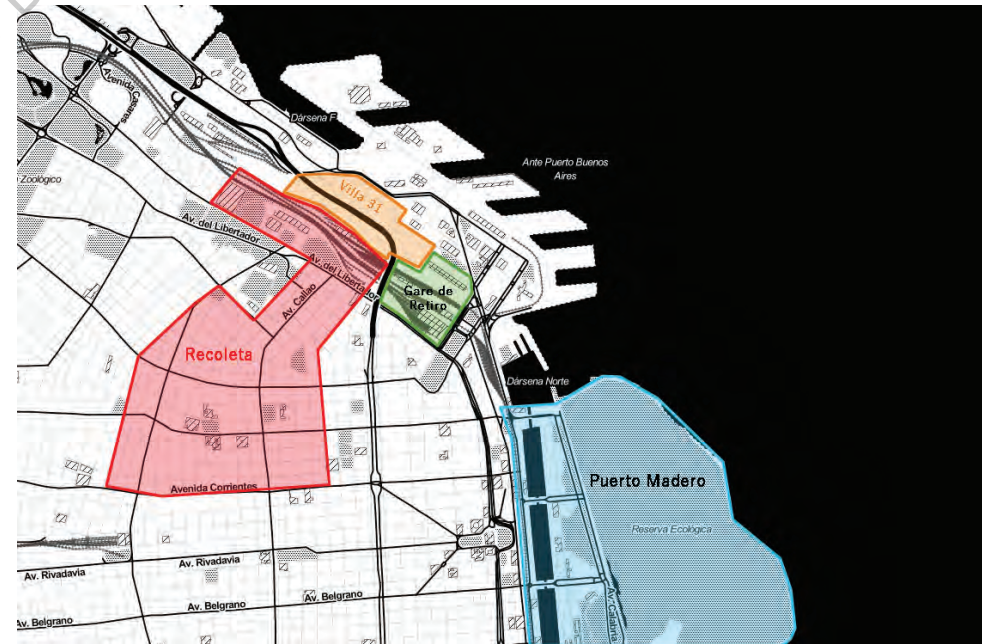 Avenida Casares
Dársena F
Zoológico
Ante Puerto Buenos
Aires
Villa 31
Av. del Libertador
Av. del Libertador
Gare de
Retiro
Av. Callao
Recoleta
Dársena Norte
Puerto Madero
Avenida Corrientes
Reserva Ecológica
Av. Rivadavia
Av. Rivadavia
Av. Belgrano
Av. Belgrano
Av. Belgrano
Av. Calabria